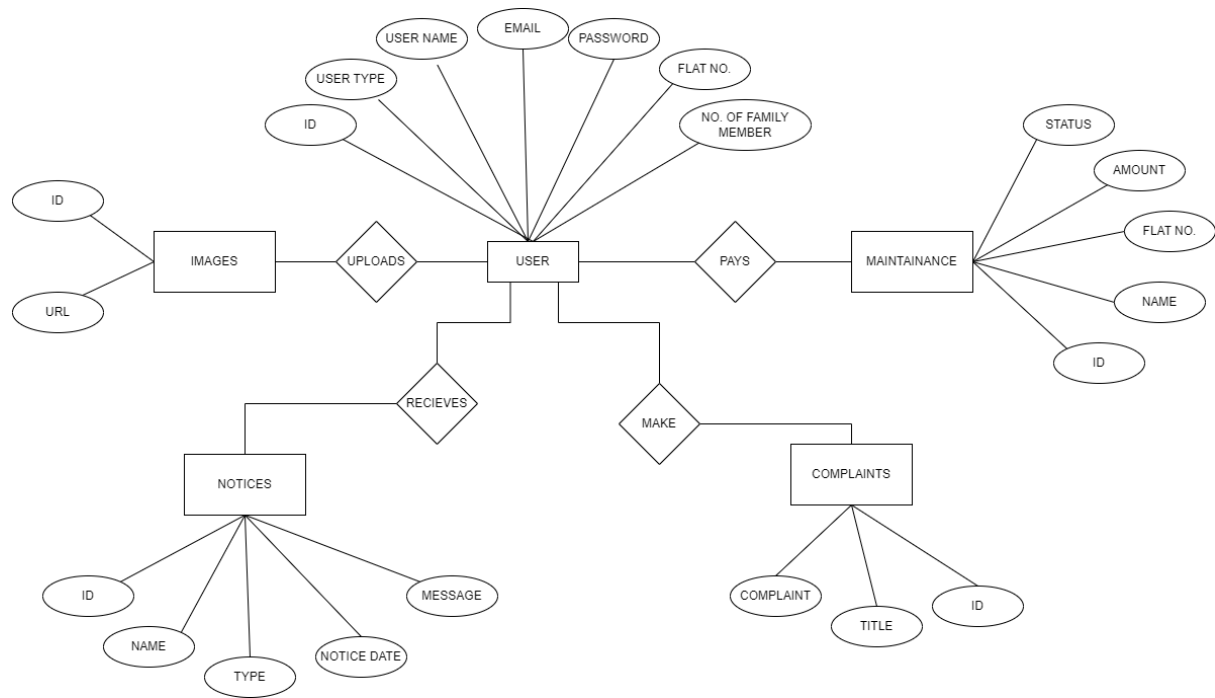 EMAIL
USER NAME
PASSWORD
USER TYPE
FLAT NO.
ID
NO. OF FAMILY
MEMBER
STATUS
AMOUNT
ID
FLAT NO.
IMAGES
UPLOADS
USER
PAYS
MAINTAINANCE
URL
NAME
ID
RECIEVES
MAKE
NOTICES
COMPLAINTS
ID
MESSAGE
COMPLAINT
ID
NAME
TITLE
NOTICE DATE
TYPE